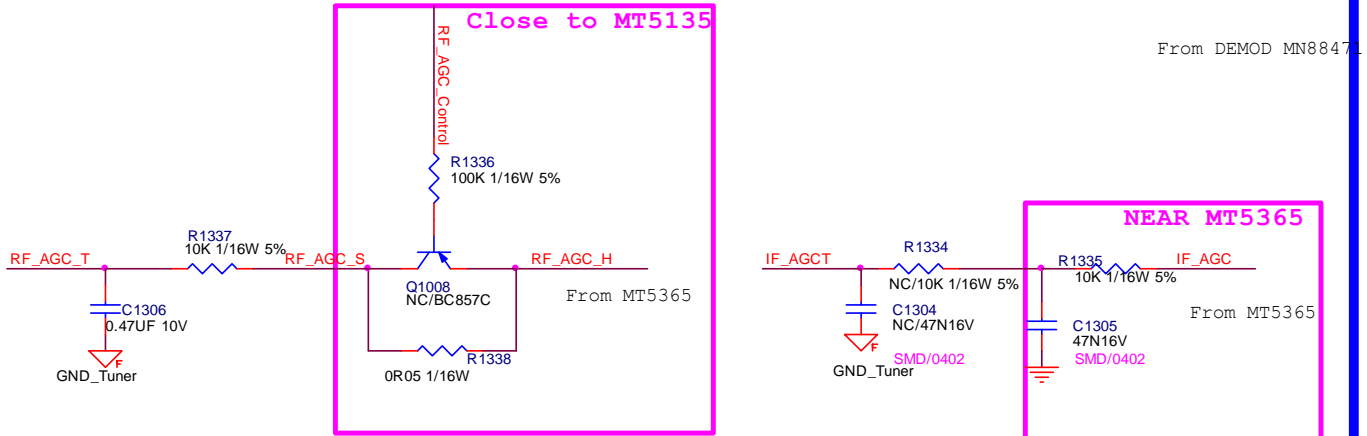 Close to MT5135
From DEMOD MN88471
RF_AGC_Control
R1336
100K 1/16W 5%
NEAR MT5365
R1337
10K 1/16W 5%
RF_AGC_T
RF_AGC_S
RF_AGC_H
Q1008
NC/BC857C
From MT5365
C1306
0.47UF 10V
F
GND_Tuner
R1338
0R05 1/16W
IF_AGCT
R1334
NC/10K 1/16W 5%
R1335
10K 1/16W 5%
IF_AGC
From MT5365
C1304
NC/47N16V
F
SMD/0402
GND_Tuner
C1305
47N16V
SMD/0402